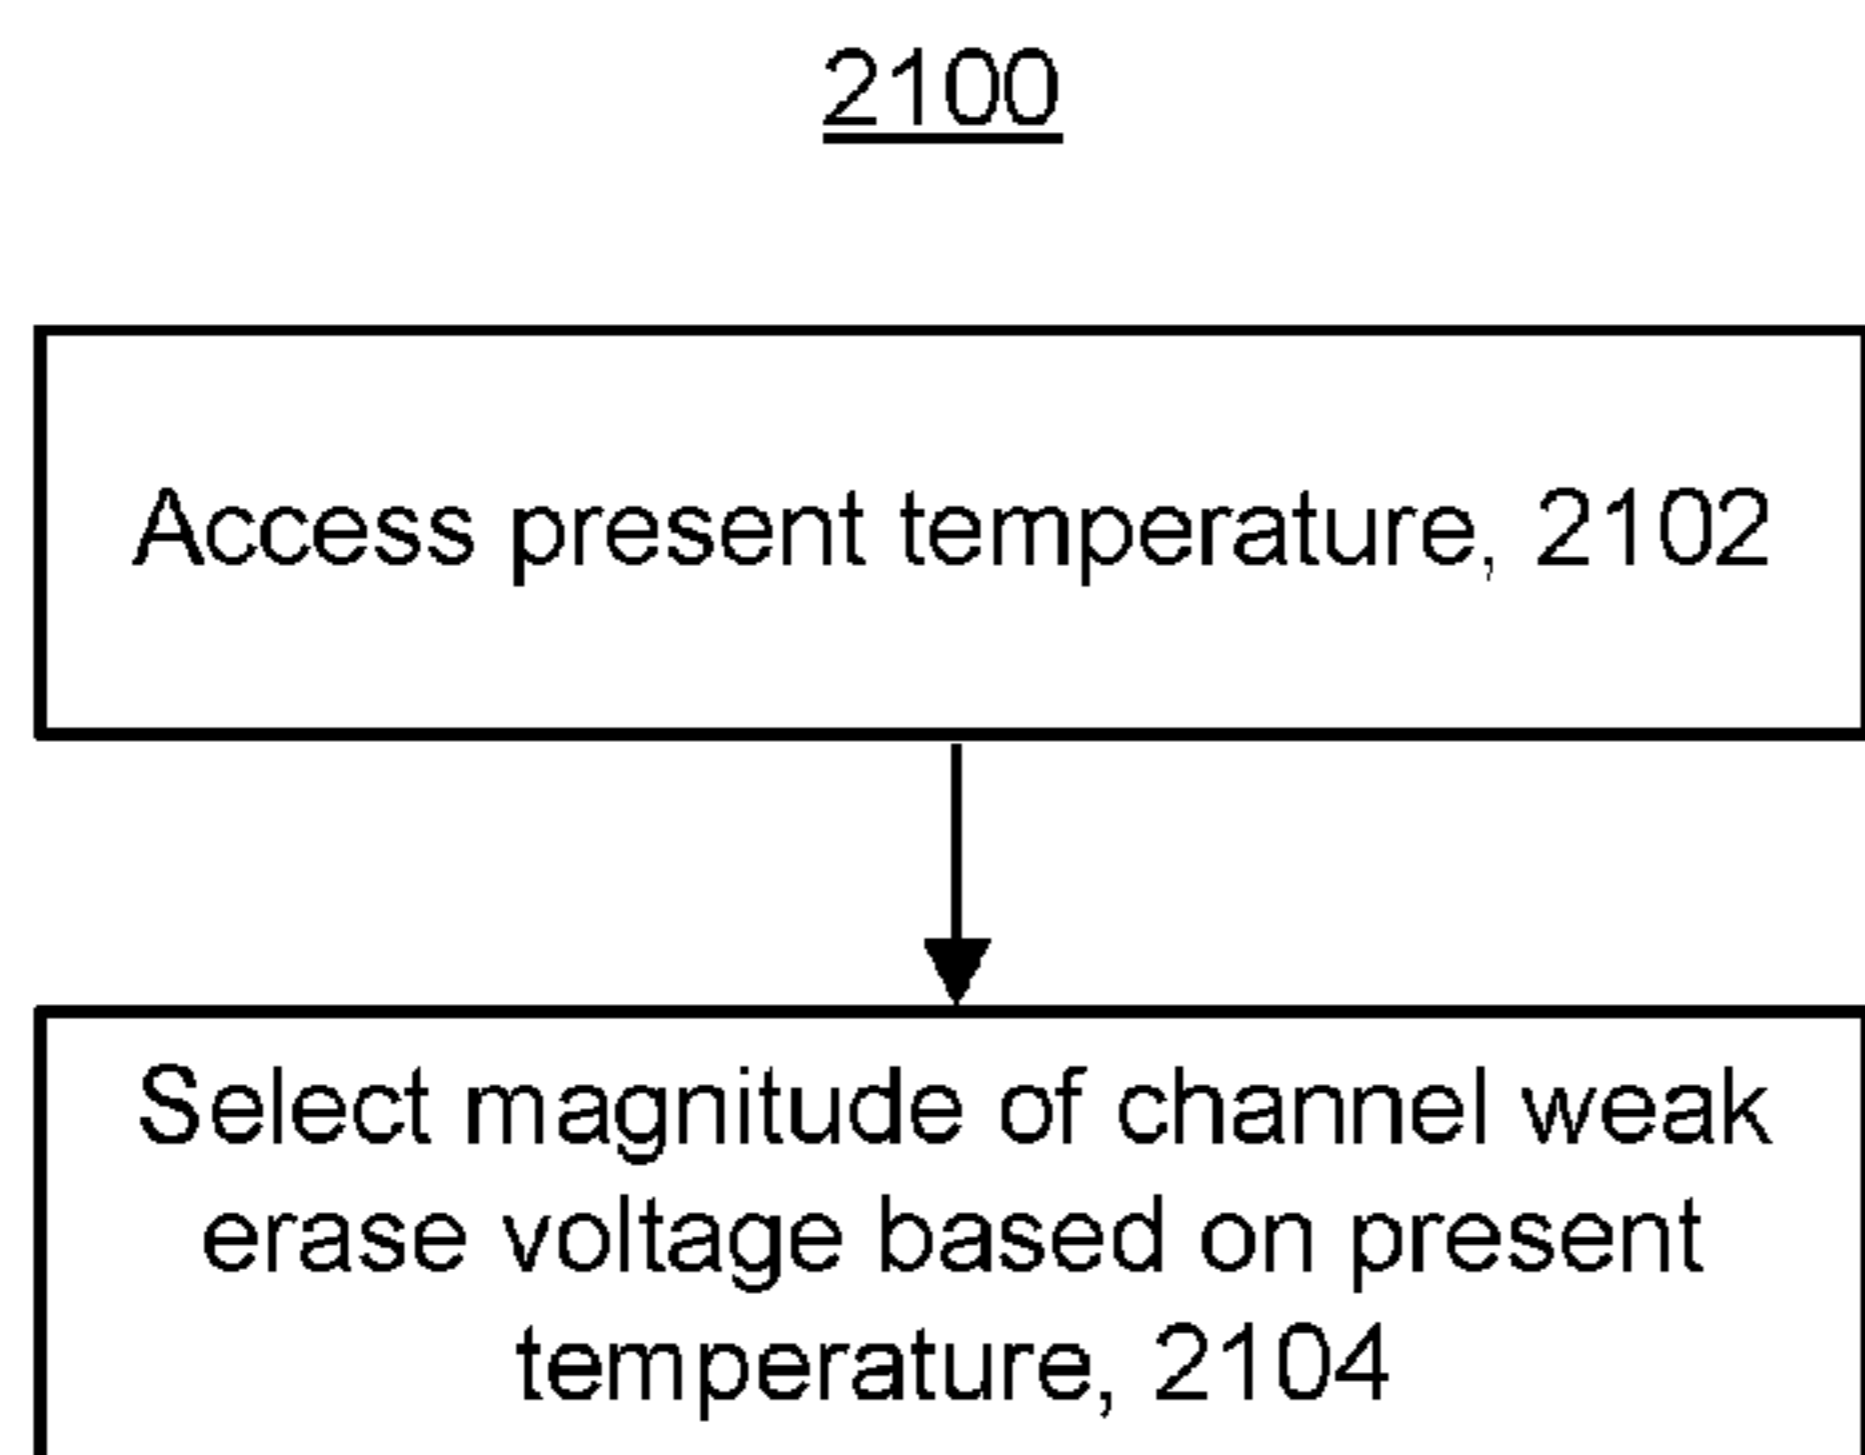 2100
Access present temperature, 2102
Select magnitude of channel weak
erase voltage based on present
temperature, 2104